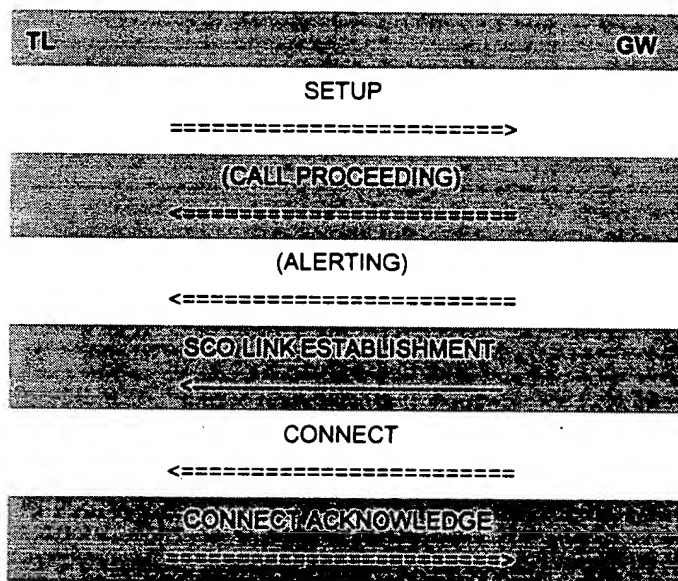 TL GW
SETUP
========================>
(CALL PROCEEDING)
<========================
(ALERTING)
<========================
SCO LINK ESTABLISHMENT
<————————————
CONNECT
<========================
CONNECT ACKNOWLEDGE
========================>